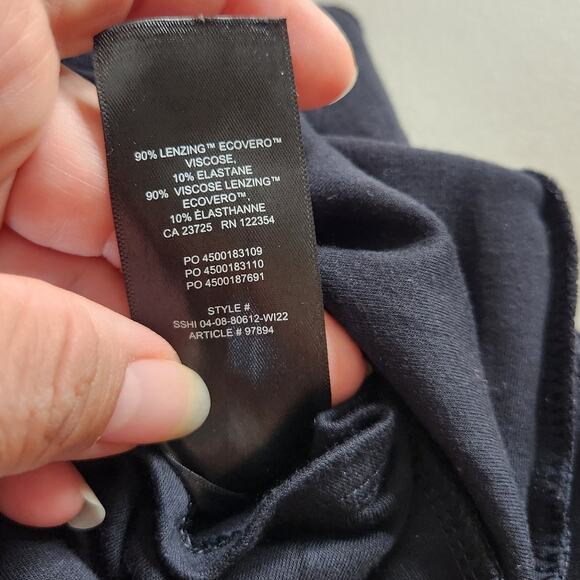 90% LENZING™ ECOVERO™
VISCOSE,
10% ELASTANE
90% VISCOSE LENZING™
ECOVERO™,
10% ÉLASTHANNE
CA 23725 RN 122354
PO 4500183109
PO 4500183110
PO 4500187691
STYLE #
SSHI 04-08-80612-WI22
ARTICLE # 97894